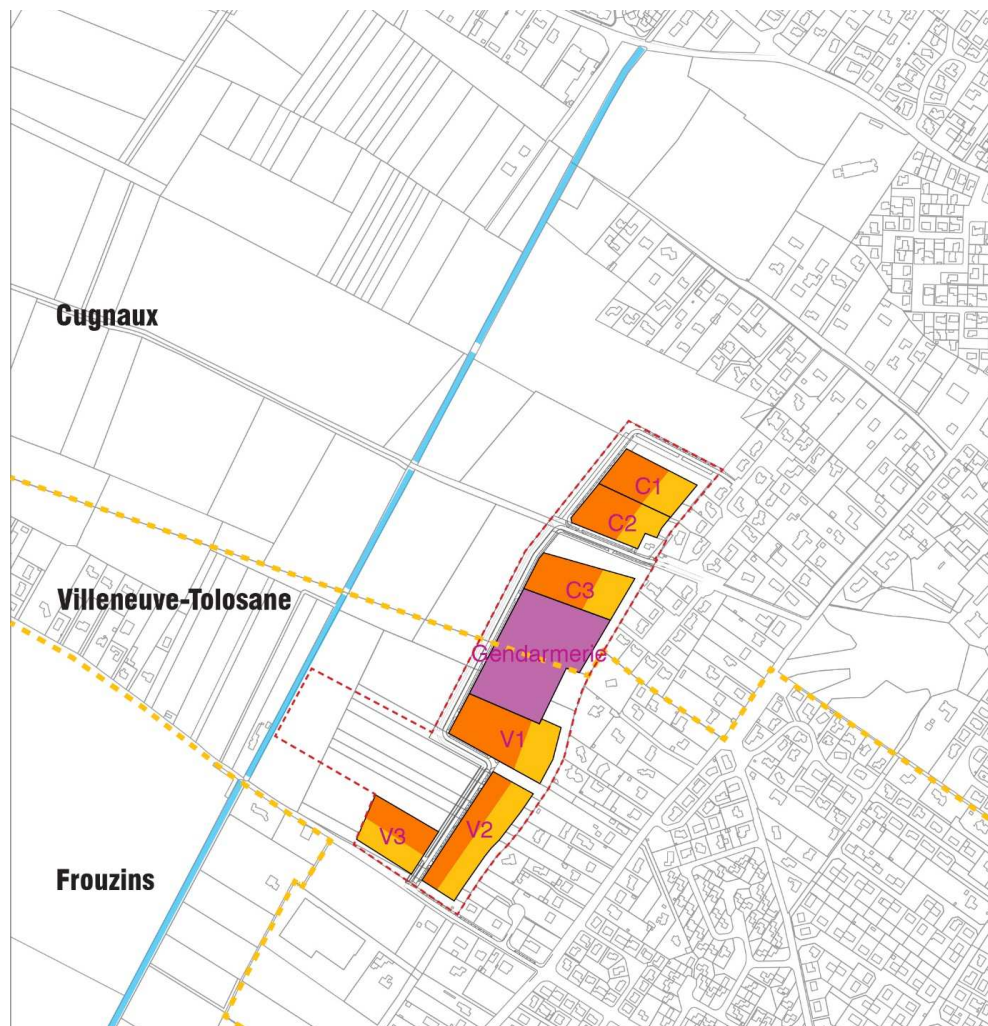 Cugnaux
C1
C2
C3
Villeneuve-Tolosane
Gendarmerie
V1
V2
V3
Frouzins